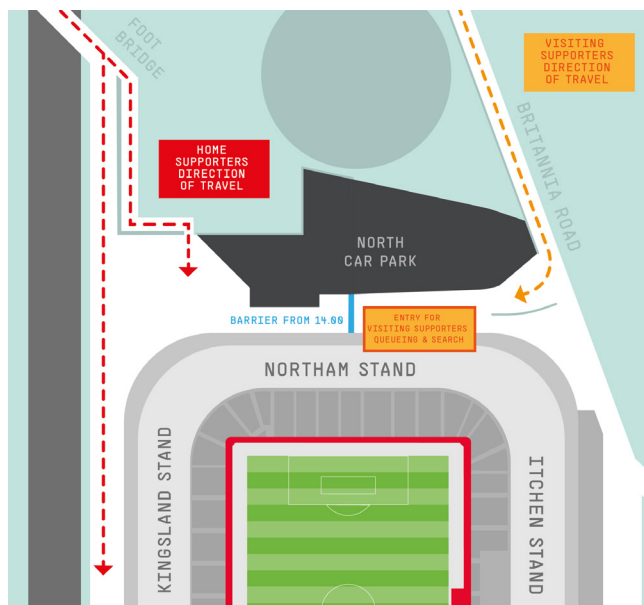 FOOT
BRIDGE
VISITING
SUPPORTERS
DIRECTION
OF TRAVEL
BRITANNIA ROAD
HOME
SUPPORTERS
DIRECTION
OF TRAVEL
NORTH
CAR PARK
BARRIER FROM 14.00
ENTRY FOR
VISITING SUPPORTERS
QUEUEING & SEARCH
NORTHAM STAND
KINGSLAND STAND
ITCHEN STAND